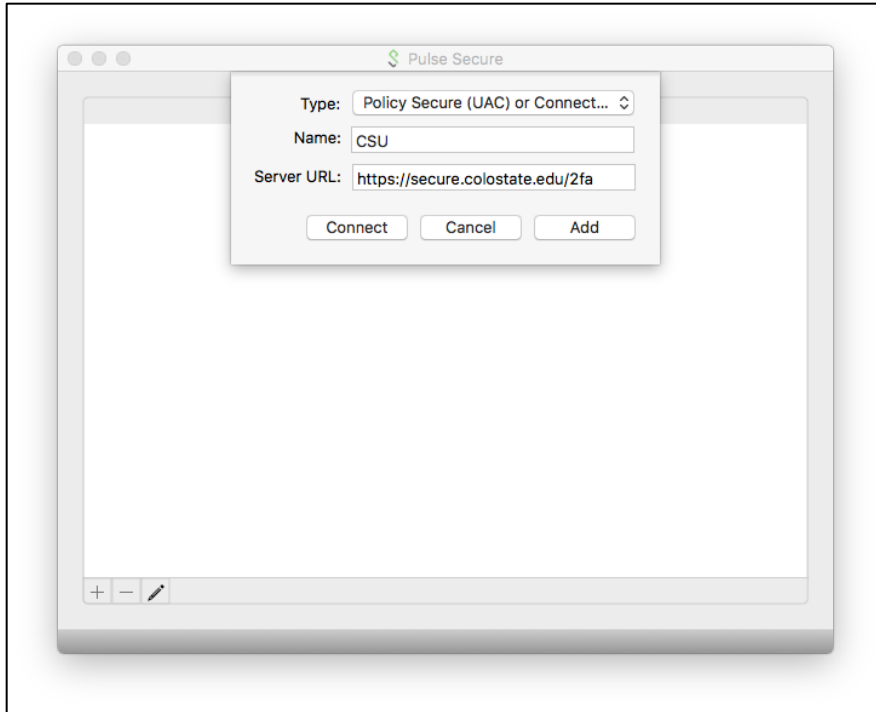 Pulse Secure
Type: Policy Secure (UAC) or Connect...
Name: CSU
Server URL: https://secure.colostate.edu/2fa
Connect Cancel Add